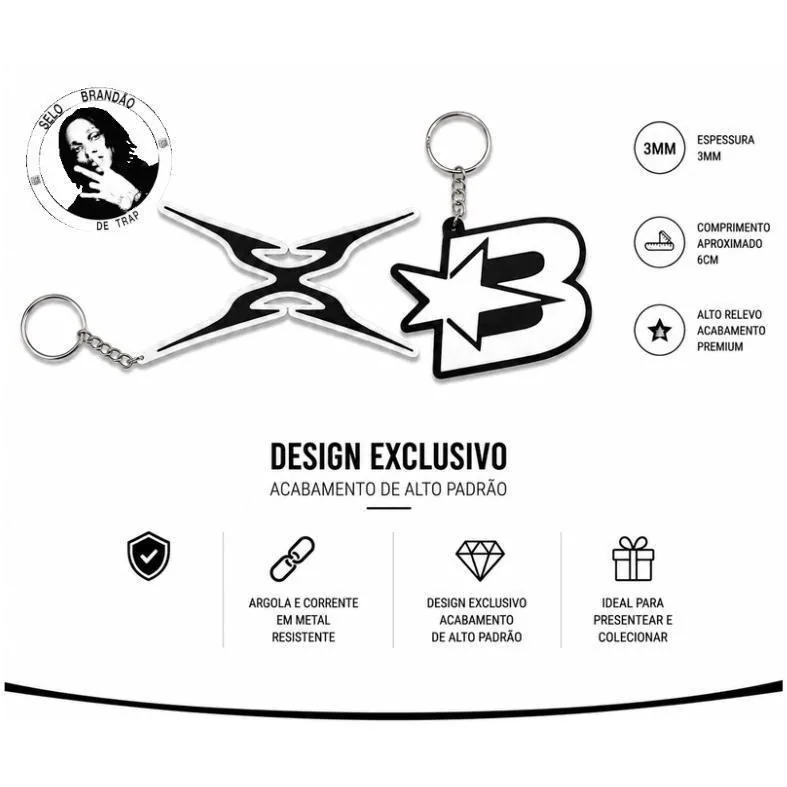 SELO BRANDÃO
DE TRAP
3MM
ESPESSURA
3MM
COMPRIMENTO
APROXIMADO
6CM
ALTO RELEVO
ACABAMENTO
PREMIUM
B
DESIGN EXCLUSIVO
ACABAMENTO DE ALTO PADRÃO
ARGOLA E CORRENTE
EM METAL
RESISTENTE
DESIGN EXCLUSIVO
ACABAMENTO
DE ALTO PADRÃO
IDEAL PARA
PRESENTEAR E
COLECIONAR